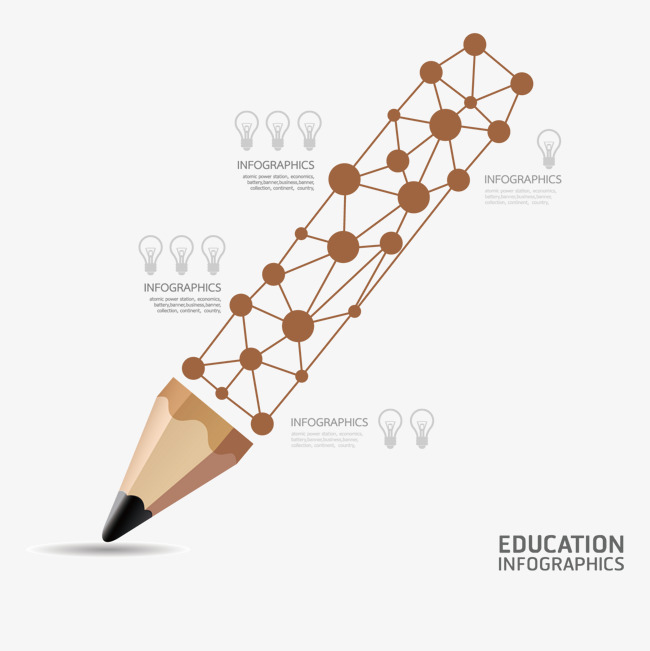 INFOGRAPHICS
atomic power station, economics,
battery,banner,business,banner,
collection, continent, country,
INFOGRAPHICS
atomic power station, economics,
battery,banner,business,banner,
collection, continent, country,
INFOGRAPHICS
atomic power station, economics,
battery,banner,business,banner,
collection, continent, country,
INFOGRAPHICS
atomic power station, economics,
battery,banner,business,banner,
collection, continent, country,
EDUCATION
INFOGRAPHICS